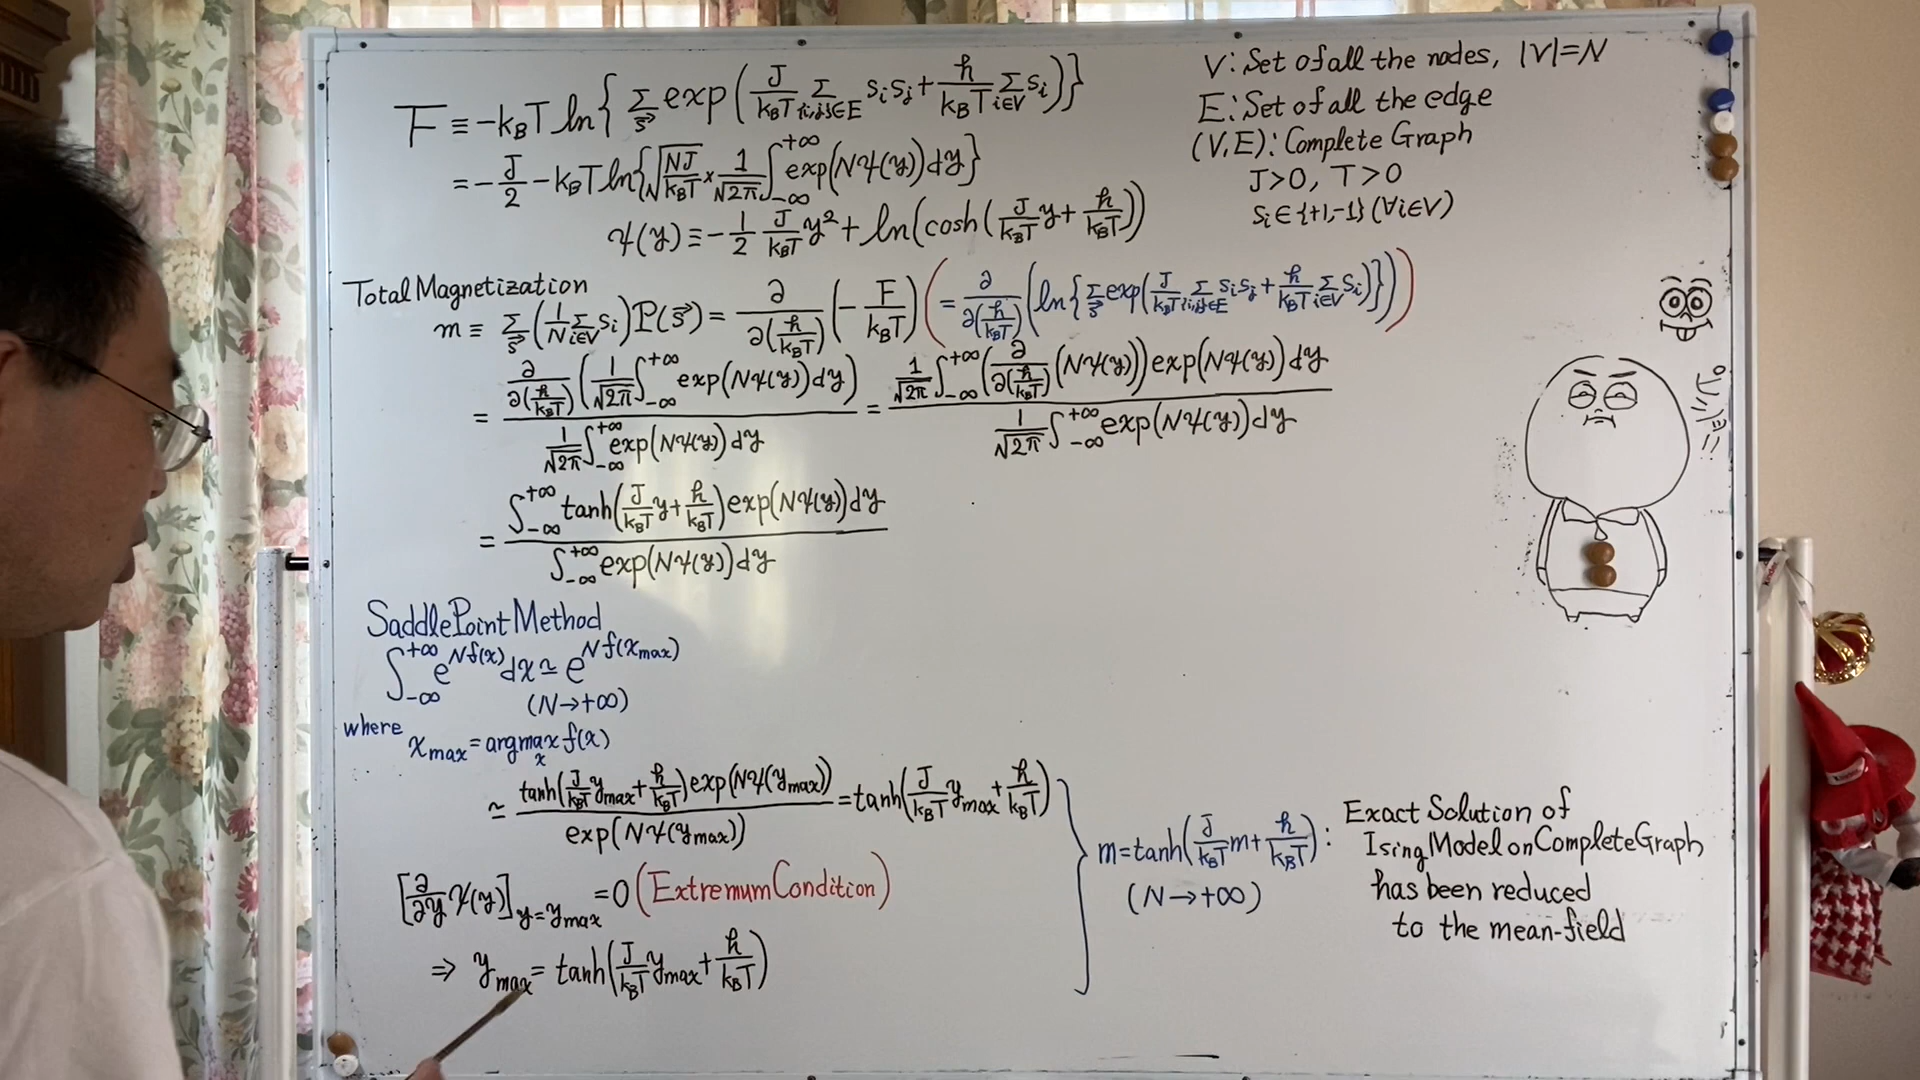 F ≡ -k_BT ln{ Σ_{s⃗} exp( J/(k_BT) Σ_{{i,j}∈E} s_i s_j + h/(k_BT) Σ_{i∈V} s_i ) }
= -J/2 - k_BT ln{ √(NJ/(k_BT)) × 1/√(2π) ∫_{-∞}^{+∞} exp(NΨ(y))dy }
Ψ(y) ≡ -1/2 J/(k_BT) y² + ln( cosh( J/(k_BT) y + h/(k_BT) ) )
V: Set of all the nodes, |V|=N
E: Set of all the edge
(V,E): Complete Graph
J>0, T>0
s_i∈{+1,-1} (∀i∈V)
Total Magnetization
m ≡ Σ_{s⃗} ( 1/N Σ_{i∈V} s_i ) P(s⃗) = ∂/∂(h/(k_BT)) ( -F/(k_BT) ) ( = ∂/∂(h/(k_BT)) ( ln{ Σ_{s⃗} exp( J/(k_BT) Σ_{{i,j}∈E} s_i s_j + h/(k_BT) Σ_{i∈V} s_i ) } ) )
= ∂/∂(h/(k_BT)) ( 1/√(2π) ∫_{-∞}^{+∞} exp(NΨ(y))dy ) / 1/√(2π) ∫_{-∞}^{+∞} exp(NΨ(y))dy = 1/√(2π) ∫_{-∞}^{+∞} ( ∂/∂(h/(k_BT)) (NΨ(y)) ) exp(NΨ(y))dy / 1/√(2π) ∫_{-∞}^{+∞} exp(NΨ(y))dy
= ∫_{-∞}^{+∞} tanh( J/(k_BT) y + h/(k_BT) ) exp(NΨ(y))dy / ∫_{-∞}^{+∞} exp(NΨ(y))dy
Saddle Point Method
∫_{-∞}^{+∞} e^{Nf(x)}dx ≃ e^{Nf(x_max)}
(N→+∞)
where
x_max = argmax_x f(x)
≃ tanh( J/(k_BT) y_max + h/(k_BT) ) exp(NΨ(y_max)) / exp(NΨ(y_max)) = tanh( J/(k_BT) y_max + h/(k_BT) )
[ ∂/∂y Ψ(y) ]_{y=y_max} = 0 (Extremum Condition)
⇒ y_max = tanh( J/(k_BT) y_max + h/(k_BT) )
m = tanh( J/(k_BT) m + h/(k_BT) ) :
(N→+∞)
Exact Solution of
Ising Model on Complete Graph
has been reduced
to the mean-field